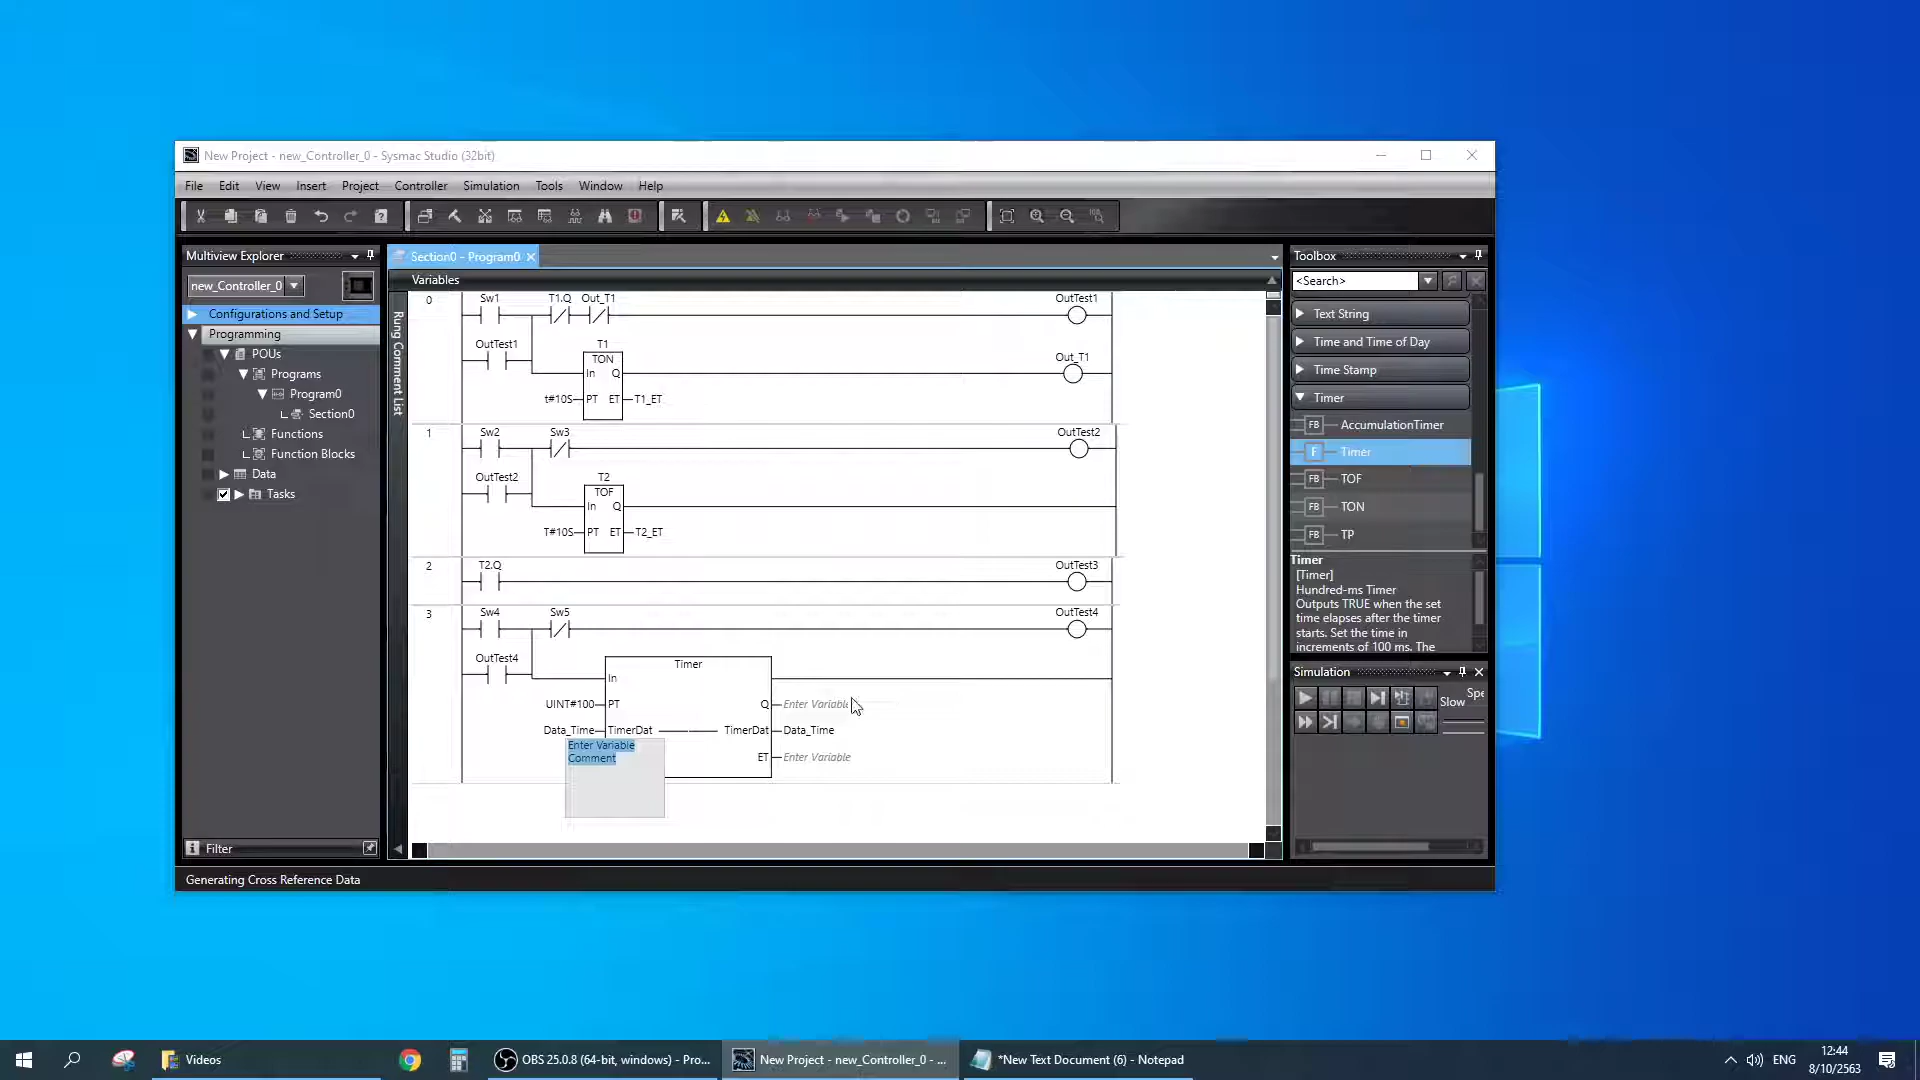 New Project - new_Controller_0 - Sysmac Studio (32bit)
File Edit View Insert Project Controller Simulation Tools Window Help
Multiview Explorer
new_Controller_0
Configurations and Setup
Programming
POUs
Programs
Program0
Section0
Functions
Function Blocks
Data
Tasks
Filter
Section0 - Program0
Variables
Rung Comment List
0
Sw1 T1.Q Out_T1 OutTest1
OutTest1 T1 Out_T1
TON
In Q
t#10S PT ET T1_ET
1
Sw2 Sw3 OutTest2
OutTest2 T2
TOF
In Q
T#10S PT ET T2_ET
2
T2.Q OutTest3
3
Sw4 Sw5 OutTest4
OutTest4 Timer
In
UINT#100 PT Q Enter Variable
Data_Time TimerDat TimerDat Data_Time
Enter Variable
Comment
ET Enter Variable
Toolbox
<Search>
Text String
Time and Time of Day
Time Stamp
Timer
FB AccumulationTimer
F Timer
FB TOF
FB TON
FB TP
Timer
[Timer]
Hundred-ms Timer
Outputs TRUE when the set
time elapses after the timer
starts. Set the time in
increments of 100 ms. The
Simulation
Slow Spe
Generating Cross Reference Data
Videos
OBS 25.0.8 (64-bit, windows) - Pro...
New Project - new_Controller_0 - ...
*New Text Document (6) - Notepad
ENG
12:44
8/10/2563